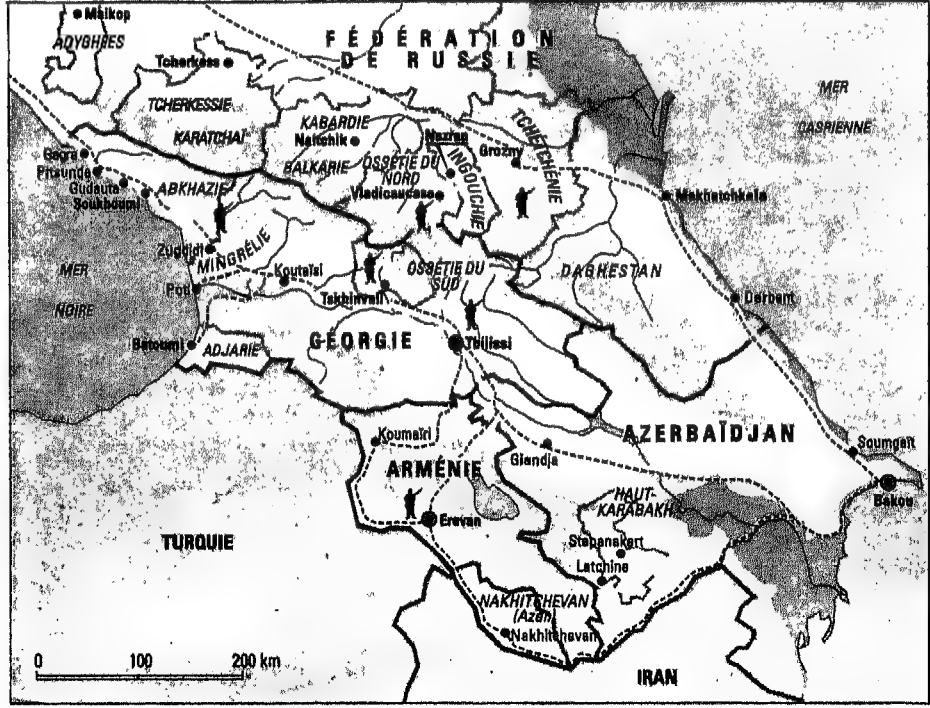 Maïkop
ADYGHÉES
FÉDÉRATION
DE RUSSIE
Tcherkess
TCHERKESSIE
KARATCHAÏ
KABARDIE
Naltchik
BALKARIE
OSSÉTIE DU
NORD
Vladicaucase
Nazran
INGOUCHIE
Grozny
TCHÉTCHÉNIE
MER
CASPIENNE
Makhatchkala
Gagra
Pitsunda
Gudauta
Soukhoumi
ABKHAZIE
Zugdidi
MINGRÉLIE
Koutaïsi
Poti
MER
NOIRE
Tskhinvali
OSSÉTIE DU
SUD
DAGHESTAN
Derbent
Batoumi
ADJARIE
GÉORGIE
Tbilissi
Koumaïri
ARMÉNIE
Erevan
Giandja
AZERBAÏDJAN
Soumgaït
Bakou
HAUT-
KARABAKH
Stepanakert
Latchine
TURQUIE
NAKHITCHEVAN
(Azer)
Nakhitchevan
IRAN
0 100 200 km